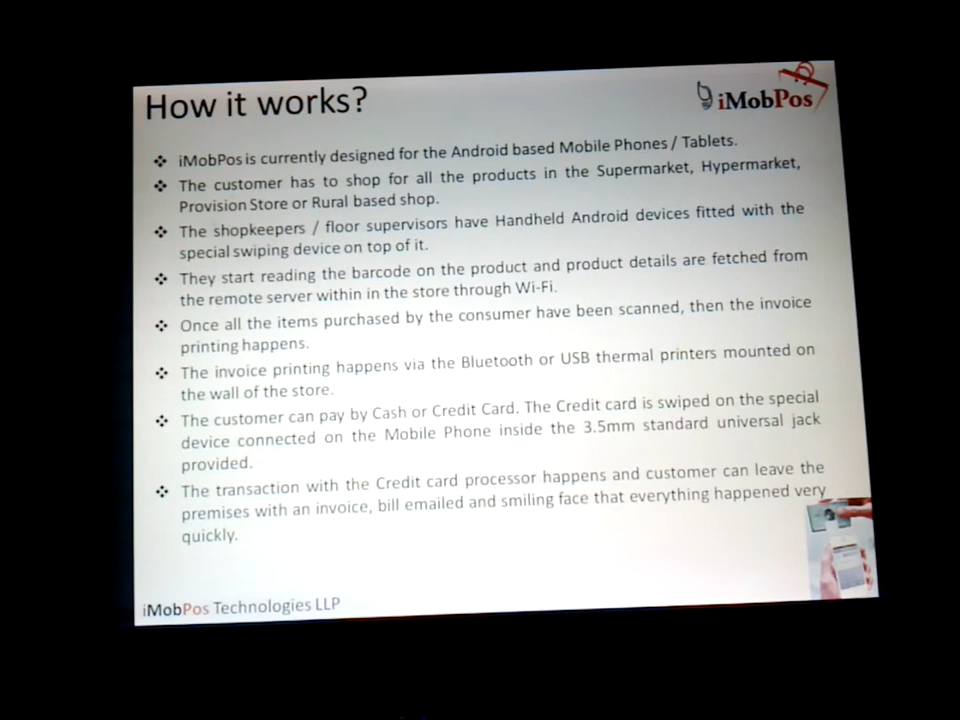 How it works?
iMobPos
❖ iMobPos is currently designed for the Android based Mobile Phones / Tablets.
❖ The customer has to shop for all the products in the Supermarket, Hypermarket,
Provision Store or Rural based shop.
❖ The shopkeepers / floor supervisors have Handheld Android devices fitted with the
special swiping device on top of it.
❖ They start reading the barcode on the product and product details are fetched from
the remote server within in the store through Wi-Fi.
❖ Once all the items purchased by the consumer have been scanned, then the invoice
printing happens.
❖ The invoice printing happens via the Bluetooth or USB thermal printers mounted on
the wall of the store.
❖ The customer can pay by Cash or Credit Card. The Credit card is swiped on the special
device connected on the Mobile Phone inside the 3.5mm standard universal jack
provided.
❖ The transaction with the Credit card processor happens and customer can leave the
premises with an invoice, bill emailed and smiling face that everything happened very
quickly.
iMobPos Technologies LLP